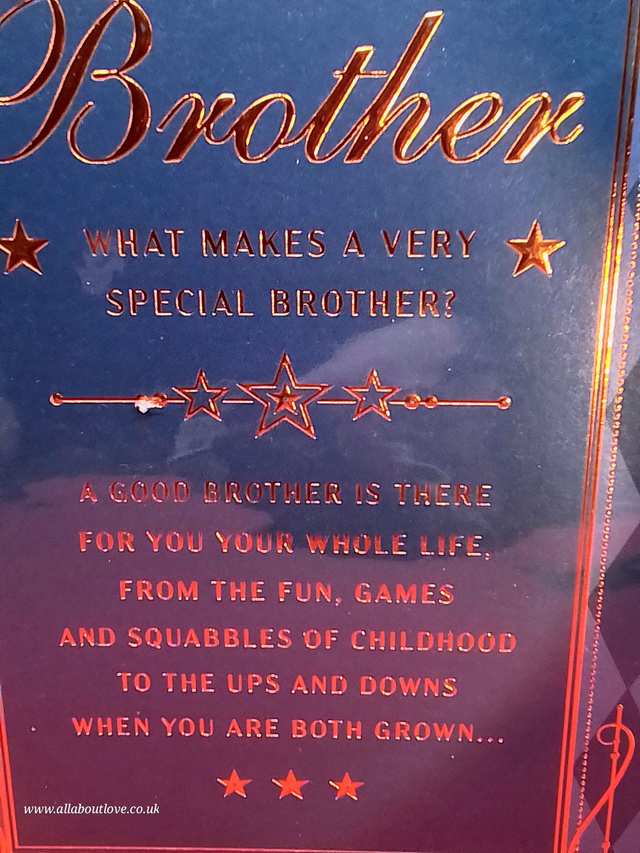 Brother
WHAT MAKES A VERY
SPECIAL BROTHER?
A GOOD BROTHER IS THERE
FOR YOU YOUR WHOLE LIFE,
FROM THE FUN, GAMES
AND SQUABBLES OF CHILDHOOD
TO THE UPS AND DOWNS
WHEN YOU ARE BOTH GROWN...
www.allaboutlove.co.uk